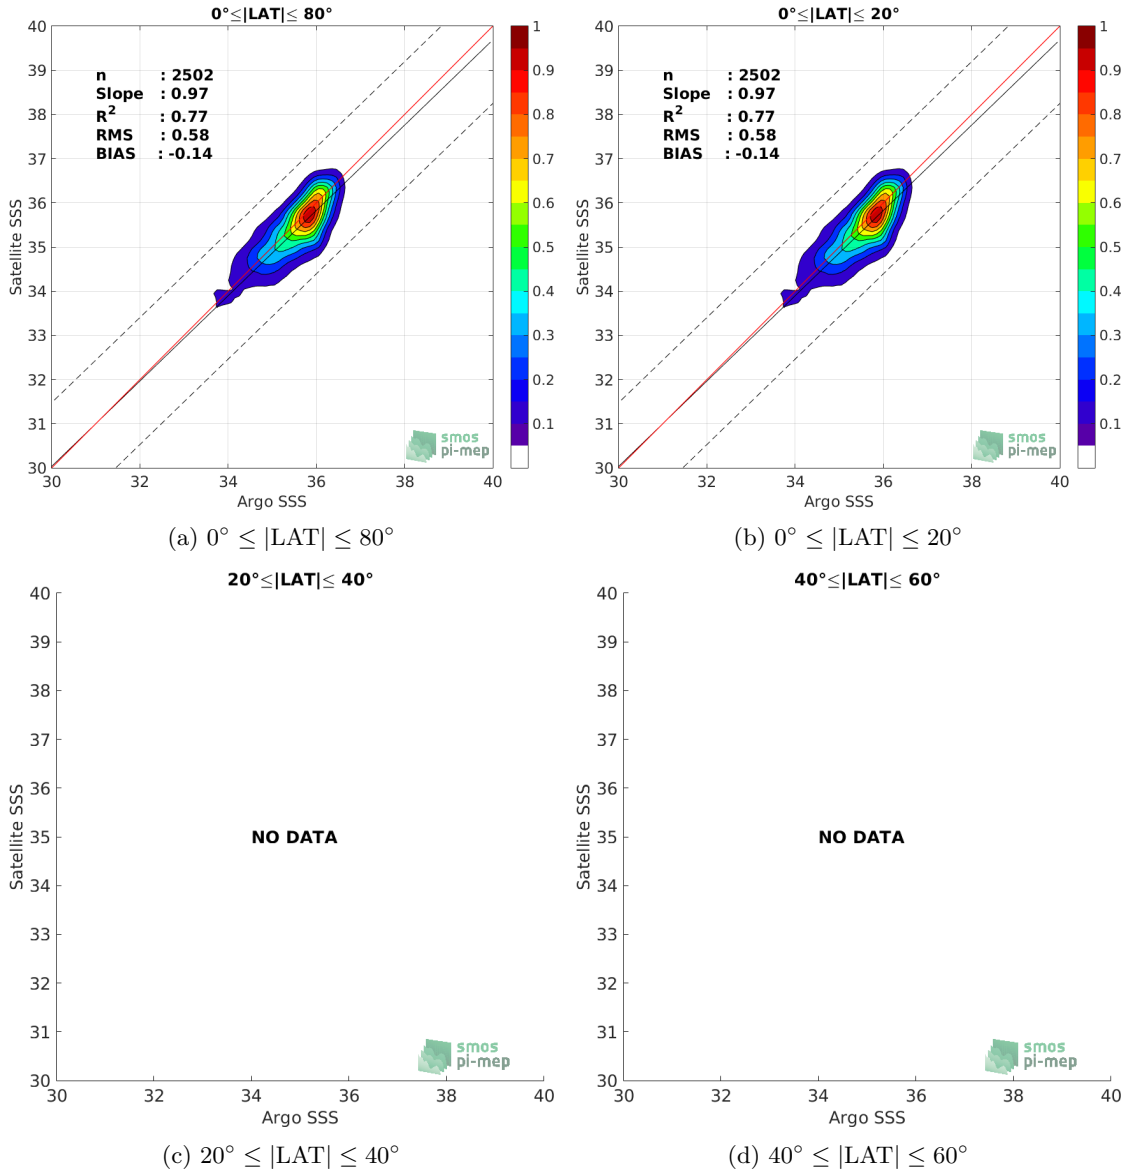 0°≤|LAT|≤ 80°
40
39
38
37
36
35
34
33
32
31
30
Satellite SSS
n : 2502
Slope : 0.97
R² : 0.77
RMS : 0.58
BIAS : -0.14
smos
pi-mep
30 32 34 36 38 40
Argo SSS
1
0.9
0.8
0.7
0.6
0.5
0.4
0.3
0.2
0.1
(a) 0° ≤ |LAT| ≤ 80°
0°≤|LAT|≤ 20°
40
39
38
37
36
35
34
33
32
31
30
Satellite SSS
n : 2502
Slope : 0.97
R² : 0.77
RMS : 0.58
BIAS : -0.14
smos
pi-mep
30 32 34 36 38 40
Argo SSS
1
0.9
0.8
0.7
0.6
0.5
0.4
0.3
0.2
0.1
(b) 0° ≤ |LAT| ≤ 20°
20°≤|LAT|≤ 40°
40
39
38
37
36
35
34
33
32
31
30
Satellite SSS
NO DATA
smos
pi-mep
30 32 34 36 38 40
Argo SSS
(c) 20° ≤ |LAT| ≤ 40°
40°≤|LAT|≤ 60°
40
39
38
37
36
35
34
33
32
31
30
Satellite SSS
NO DATA
smos
pi-mep
30 32 34 36 38 40
Argo SSS
(d) 40° ≤ |LAT| ≤ 60°